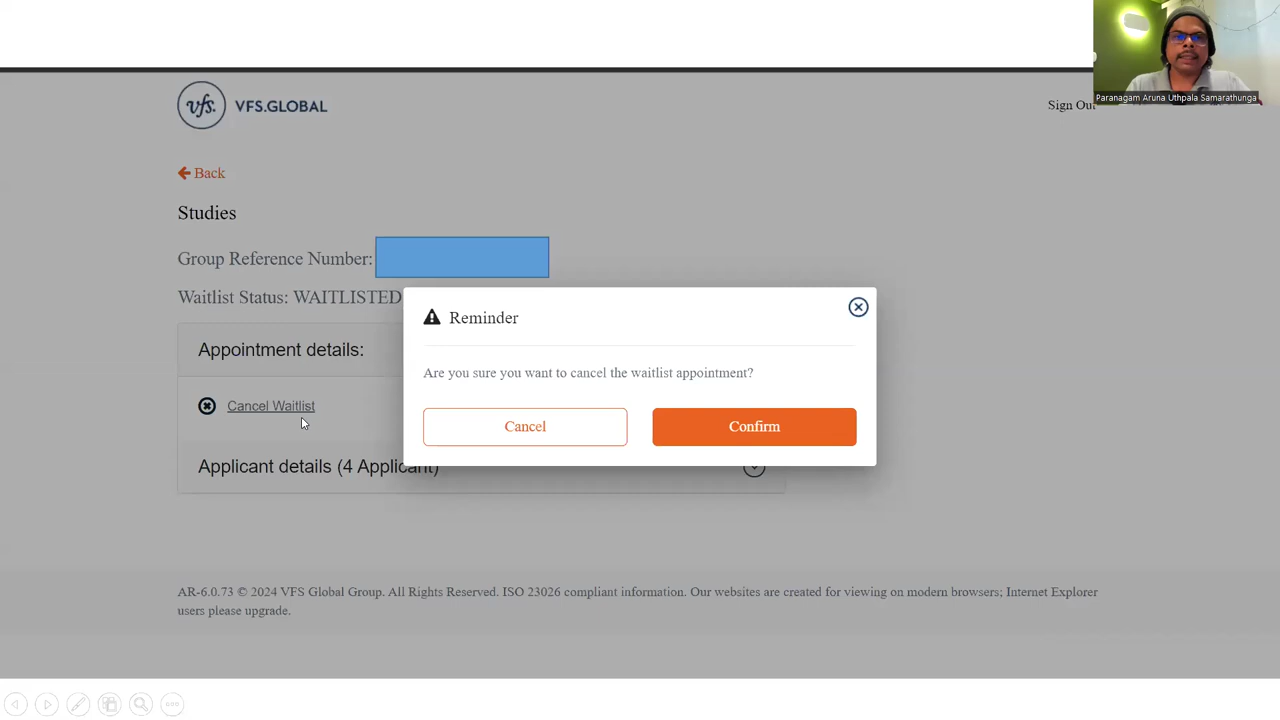 Paranagam Aruna Uthpala Samarathunga
vfs.
VFS.GLOBAL
Sign Out
Back
Studies
Group Reference Number:
Waitlist Status: WAITLISTED
Reminder
Are you sure you want to cancel the waitlist appointment?
Cancel
Confirm
Appointment details:
Cancel Waitlist
Applicant details (4 Applicant)
AR-6.0.73 © 2024 VFS Global Group. All Rights Reserved. ISO 23026 compliant information. Our websites are created for viewing on modern browsers; Internet Explorer
users please upgrade.